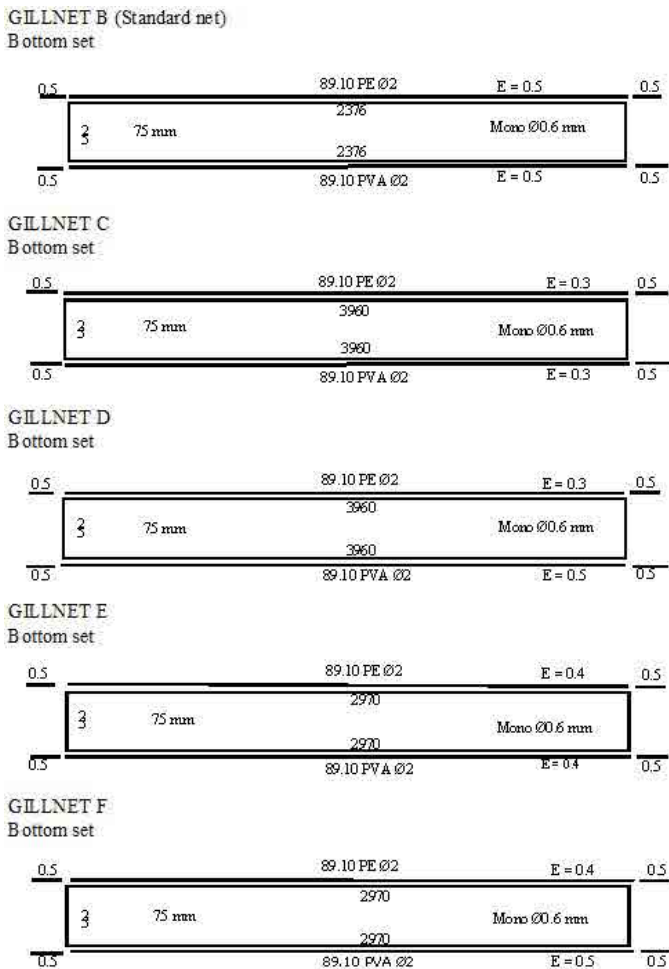 GILLNET B (Standard net)
Bottom set
0.5 89.10 PE Ø2 E = 0.5 0.5
2376
75 mm Mono Ø0.6 mm
2376
0.5 89.10 PVA Ø2 E = 0.5 0.5
GILLNET C
Bottom set
0.5 89.10 PE Ø2 E = 0.3 0.5
3960
23 75 mm Mono Ø0.6 mm
3960
0.5 89.10 PVA Ø2 E = 0.3 0.5
GILLNET D
Bottom set
0.5 89.10 PE Ø2 E = 0.3 0.5
3960
23 75 mm Mono Ø0.6 mm
3960
0.5 89.10 PVA Ø2 E = 0.5 0.5
GILLNET E
Bottom set
0.5 89.10 PE Ø2 E = 0.4 0.5
2970
23 75 mm Mono Ø0.6 mm
2970
0.5 89.10 PVA Ø2 E = 0.4 0.5
GILLNET F
Bottom set
0.5 89.10 PE Ø2 E = 0.4 0.5
2970
23 75 mm Mono Ø0.6 mm
2970
0.5 89.10 PVA Ø2 E = 0.5 0.5